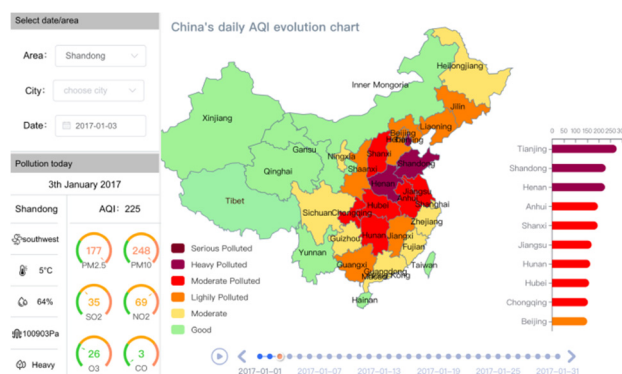 Select date/area
Area: Shandong
City: choose city
Date: 2017-01-03
Pollution today
3th January 2017
Shandong AQI: 225
southwest
5°C
64%
100903Pa
Heavy
177
PM2.5
248
PM10
35
SO2
69
NO2
26
O3
3
CO
China's daily AQI evolution chart
Heilongjiang
Inner Mongoria
Jilin
Xinjiang
Liaoning
Beijing
Gansu
Ningxia
Shanxi
Shandong
Qinghai
Shaanxi
Henan
Jiangsu
Tibet
Anhui
Shanghai
Sichuan
Chongqing
Hubei
Zhejiang
Hunan
Jiangxi
Guizhou
Fujian
Yunnan
Guangxi
Guangdong
Taiwan
Hainan
Serious Polluted
Heavy Polluted
Moderate Polluted
Lighily Polluted
Moderate
Good
0 50 100 150 200 250 30
Tianjing
Shandong
Henan
Anhui
Shanxi
Jiangsu
Hunan
Hubei
Chongqing
Beijing
2017-01-01 2017-01-07 2017-01-13 2017-01-19 2017-01-25 2017-01-31